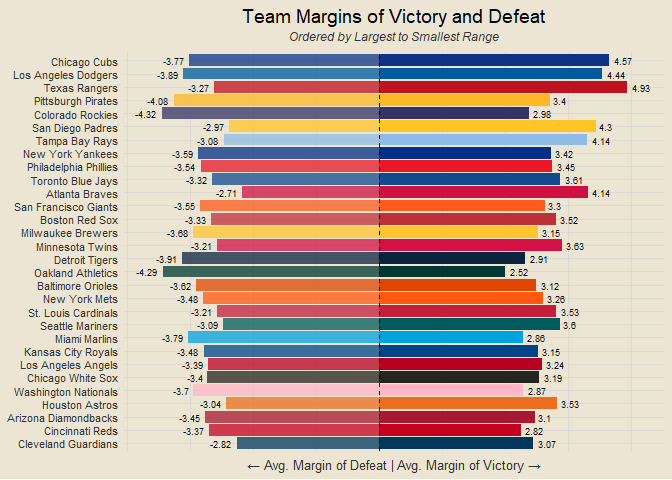 Team Margins of Victory and Defeat
Ordered by Largest to Smallest Range
Chicago Cubs -3.77 4.57
Los Angeles Dodgers -3.89 4.44
Texas Rangers -3.27 4.93
Pittsburgh Pirates -4.08 3.4
Colorado Rockies -4.32 2.98
San Diego Padres -2.97 4.3
Tampa Bay Rays -3.08 4.14
New York Yankees -3.59 3.42
Philadelphia Phillies -3.54 3.45
Toronto Blue Jays -3.32 3.61
Atlanta Braves -2.71 4.14
San Francisco Giants -3.55 3.3
Boston Red Sox -3.33 3.52
Milwaukee Brewers -3.68 3.15
Minnesota Twins -3.21 3.63
Detroit Tigers -3.91 2.91
Oakland Athletics -4.29 2.52
Baltimore Orioles -3.62 3.12
New York Mets -3.48 3.26
St. Louis Cardinals -3.21 3.53
Seattle Mariners -3.09 3.6
Miami Marlins -3.79 2.86
Kansas City Royals -3.48 3.15
Los Angeles Angels -3.39 3.24
Chicago White Sox -3.4 3.19
Washington Nationals -3.7 2.87
Houston Astros -3.04 3.53
Arizona Diamondbacks -3.45 3.1
Cincinnati Reds -3.37 2.82
Cleveland Guardians -2.82 3.07
← Avg. Margin of Defeat | Avg. Margin of Victory →